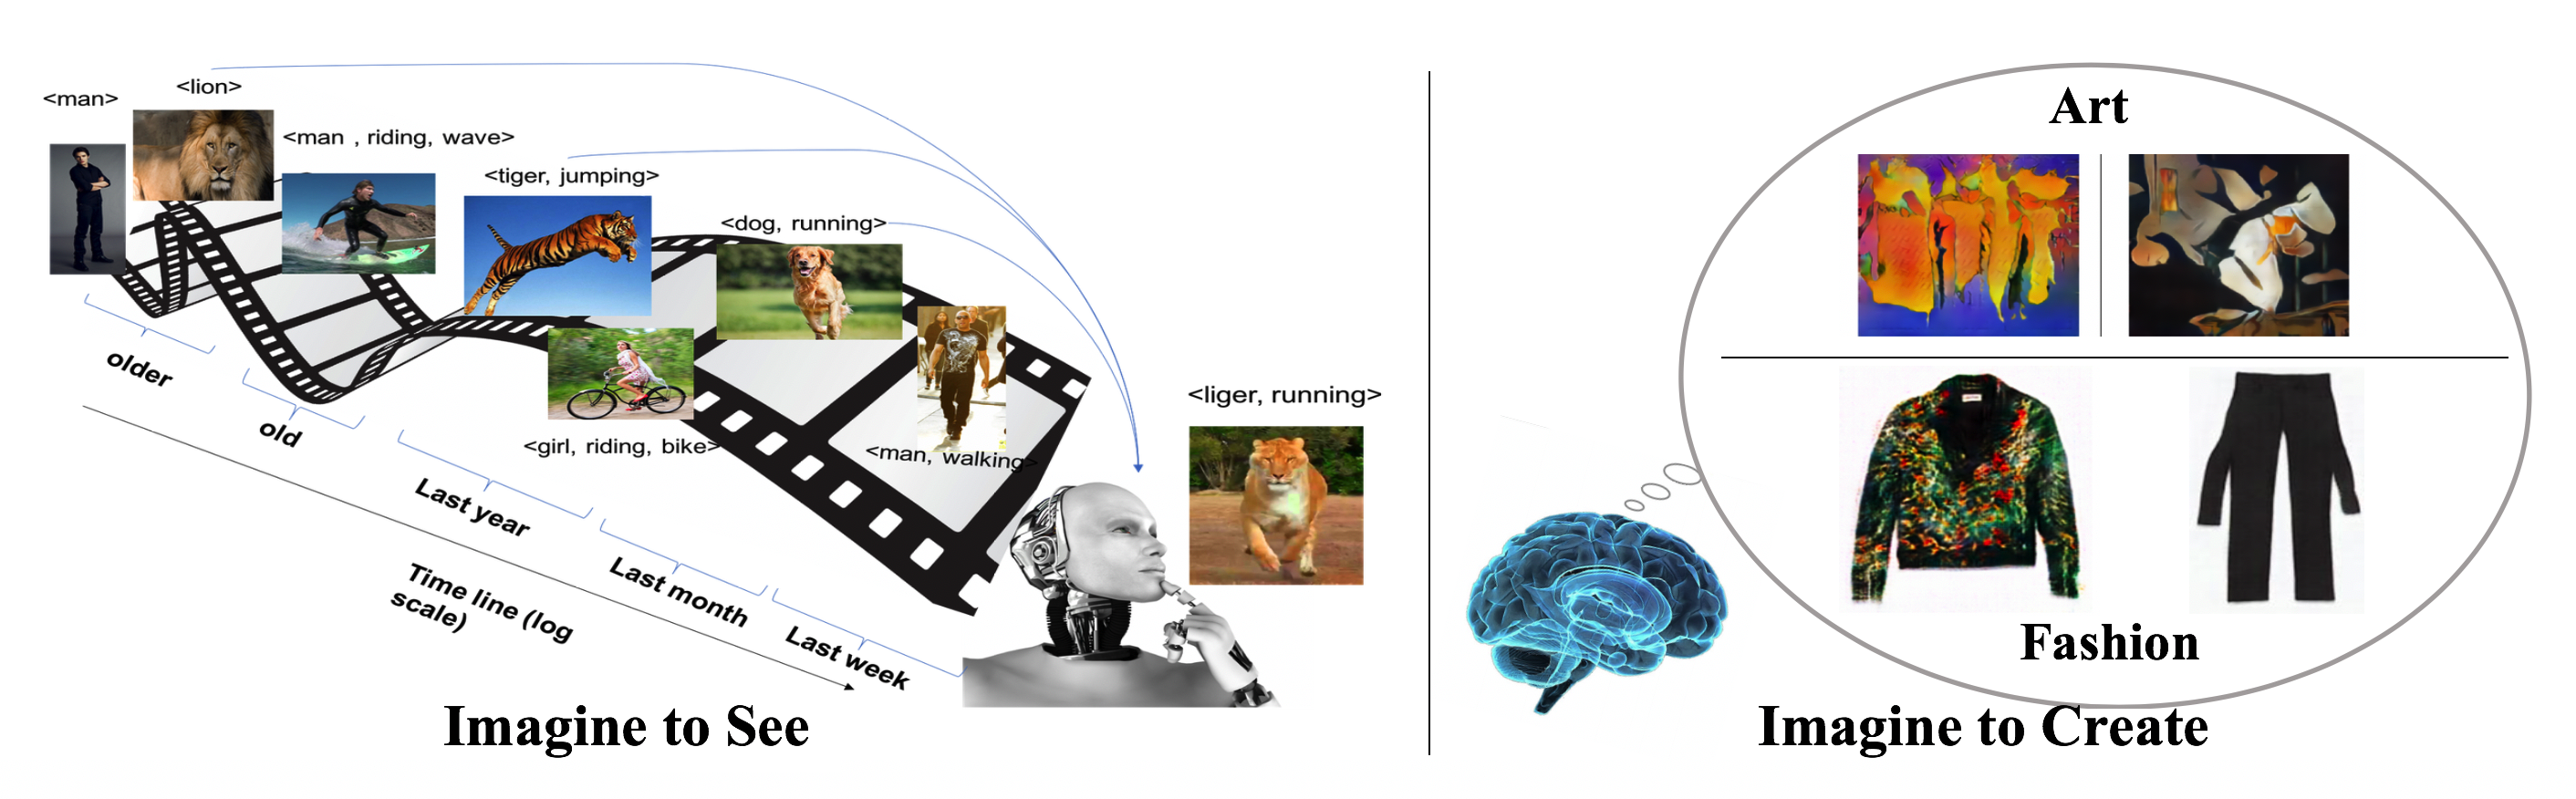 <man>
<lion>
<man , riding, wave>
<tiger, jumping>
<dog, running>
<girl, riding, bike>
<man, walking>
<liger, running>
older
old
Last year
Last month
Last week
Time line (log
scale)
Imagine to See
Art
Fashion
Imagine to Create